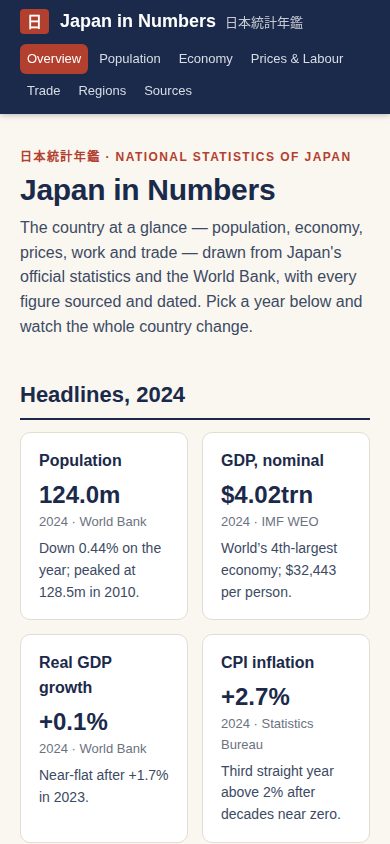 日 Japan in Numbers 日本統計年鑑
Overview Population Economy Prices & Labour
Trade Regions Sources
日本統計年鑑 · NATIONAL STATISTICS OF JAPAN
Japan in Numbers
The country at a glance — population, economy,
prices, work and trade — drawn from Japan's
official statistics and the World Bank, with every
figure sourced and dated. Pick a year below and
watch the whole country change.
Headlines, 2024
Population
124.0m
2024 · World Bank
Down 0.44% on the
year; peaked at
128.5m in 2010.
GDP, nominal
$4.02trn
2024 · IMF WEO
World’s 4th-largest
economy; $32,443
per person.
Real GDP
growth
+0.1%
2024 · World Bank
Near-flat after +1.7%
in 2023.
CPI inflation
+2.7%
2024 · Statistics
Bureau
Third straight year
above 2% after
decades near zero.